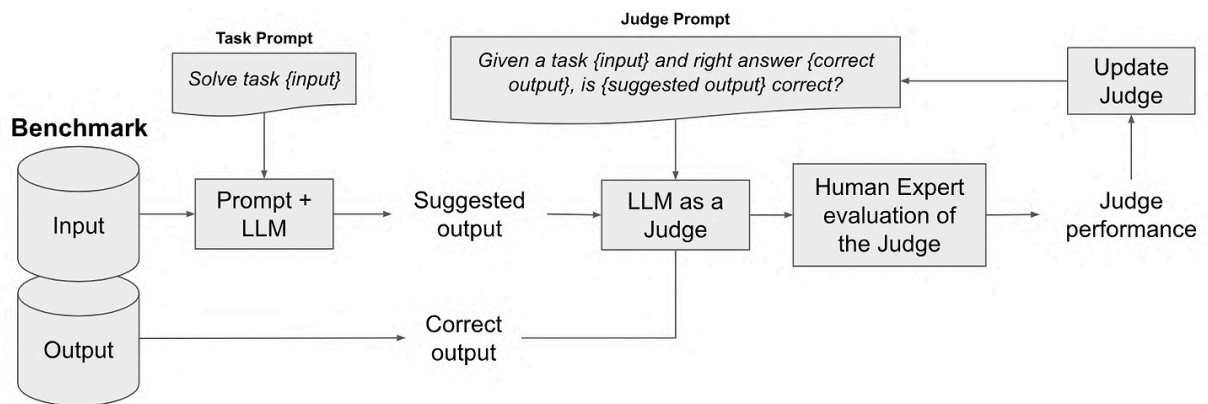 Judge Prompt
Task Prompt
Given a task {input} and right answer {correct
output}, is {suggested output} correct?
Solve task {input}
Update
Judge
Benchmark
Input
Prompt +
LLM
Suggested
output
LLM as a
Judge
Human Expert
evaluation of
the Judge
Judge
performance
Output
Correct
output